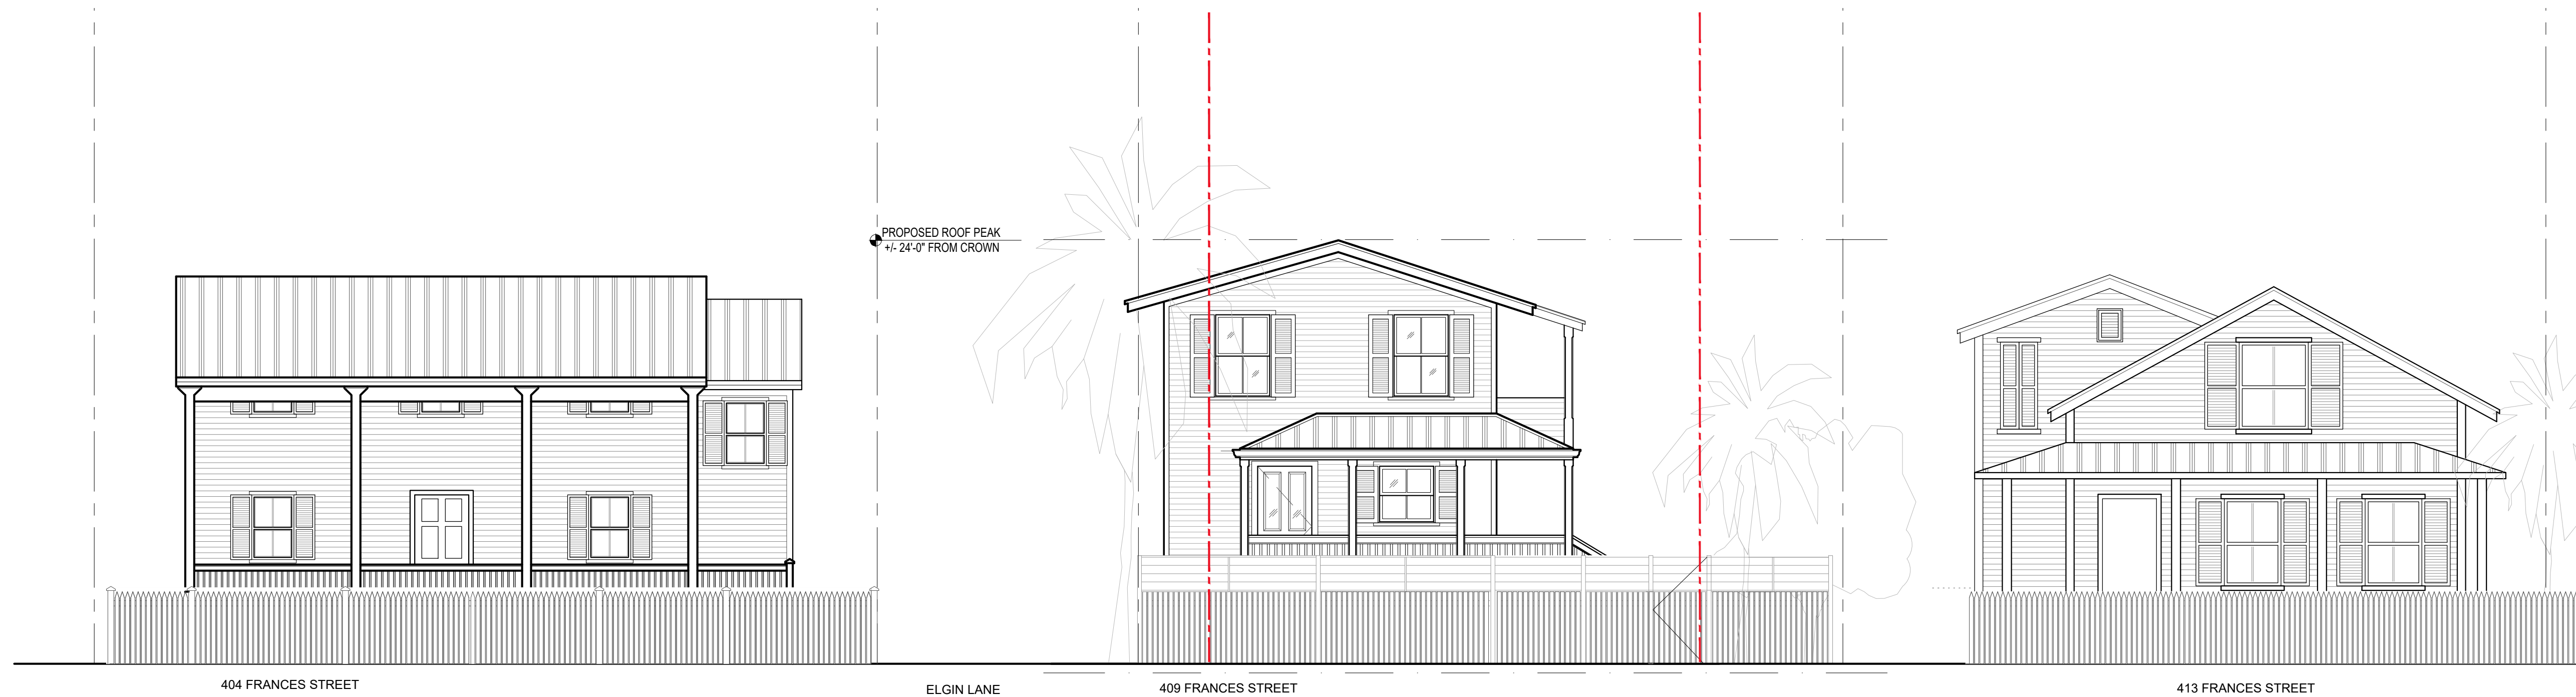 PROPOSED ROOF PEAK
+/- 24'-0" FROM CROWN
404 FRANCES STREET
ELGIN LANE
409 FRANCES STREET
413 FRANCES STREET